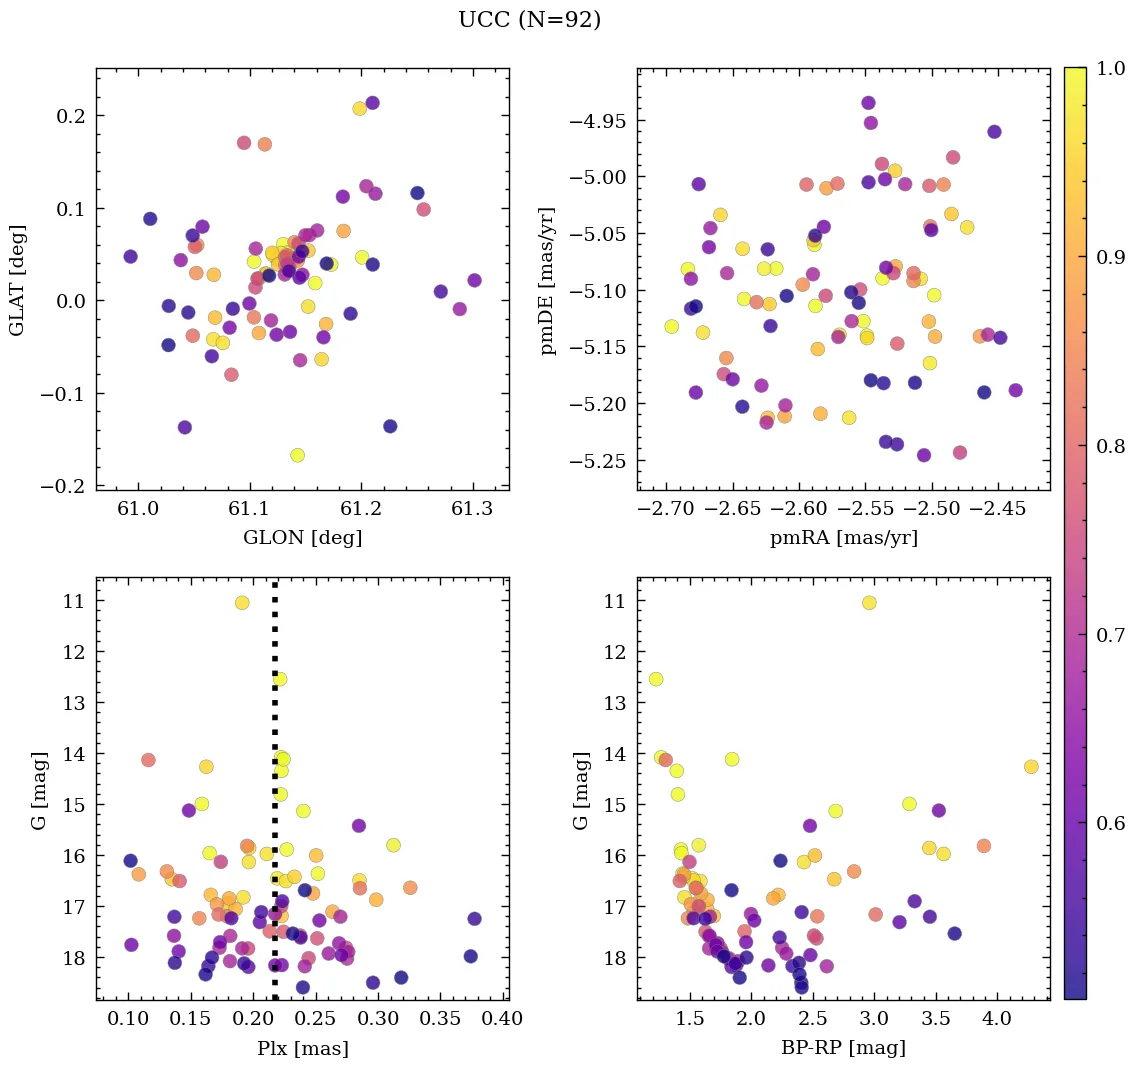 UCC (N=92)
0.2
0.1
0.0
−0.1
−0.2
GLAT [deg]
61.0 61.1 61.2 61.3
GLON [deg]
−4.95
−5.00
−5.05
−5.10
−5.15
−5.20
−5.25
pmDE [mas/yr]
−2.70 −2.65 −2.60 −2.55 −2.50 −2.45
pmRA [mas/yr]
11
12
13
14
15
16
17
18
G [mag]
0.10 0.15 0.20 0.25 0.30 0.35 0.40
Plx [mas]
11
12
13
14
15
16
17
18
G [mag]
1.5 2.0 2.5 3.0 3.5 4.0
BP-RP [mag]
1.0
0.9
0.8
0.7
0.6